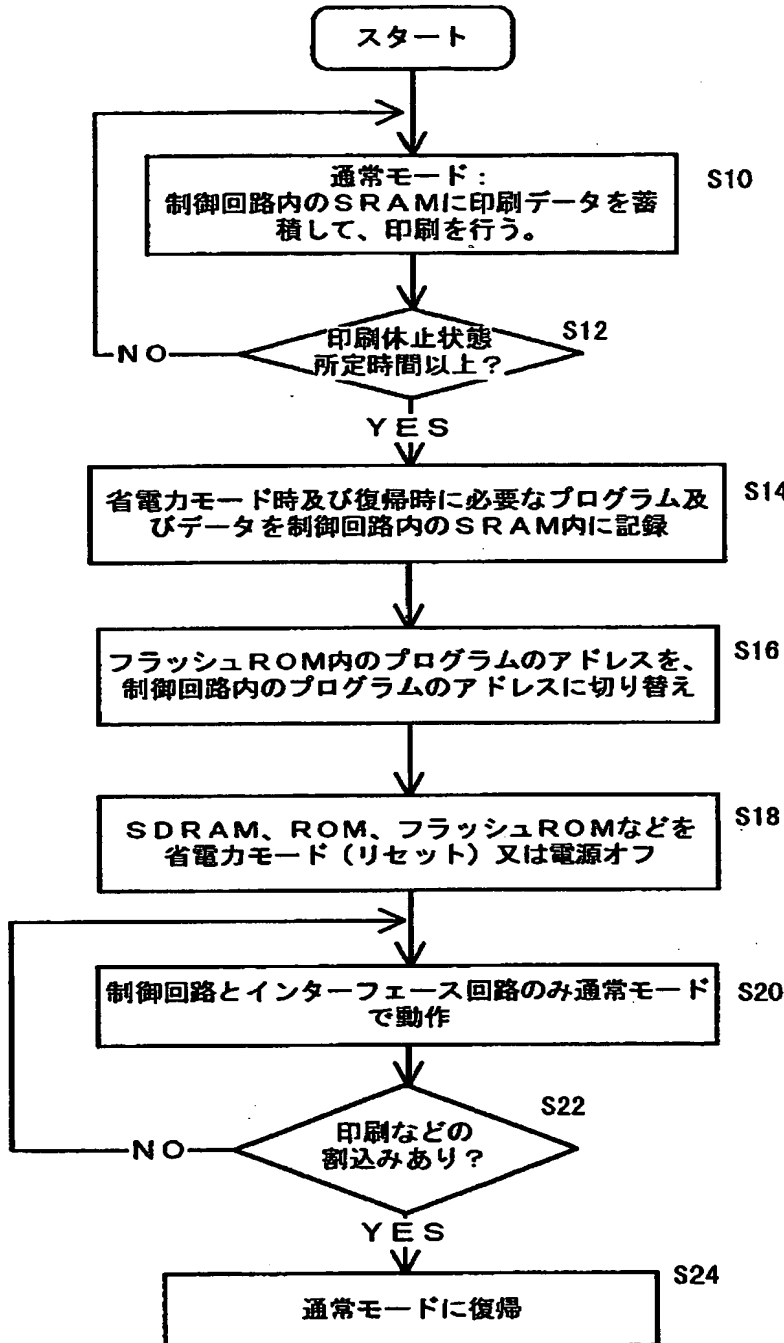 スタート
通常モード：
制御回路内のＳＲＡＭに印刷データを蓄
積して、印刷を行う。
S10
印刷休止状態
所定時間以上？
S12
ＮＯ
ＹＥＳ
省電力モード時及び復帰時に必要なプログラム及
びデータを制御回路内のＳＲＡＭ内に記録
S14
フラッシュＲＯＭ内のプログラムのアドレスを、
制御回路内のプログラムのアドレスに切り替え
S16
ＳＤＲＡＭ、ＲＯＭ、フラッシュＲＯＭなどを
省電力モード（リセット）又は電源オフ
S18
制御回路とインターフェース回路のみ通常モード
で動作
S20
印刷などの
割込みあり？
S22
ＮＯ
ＹＥＳ
通常モードに復帰
S24